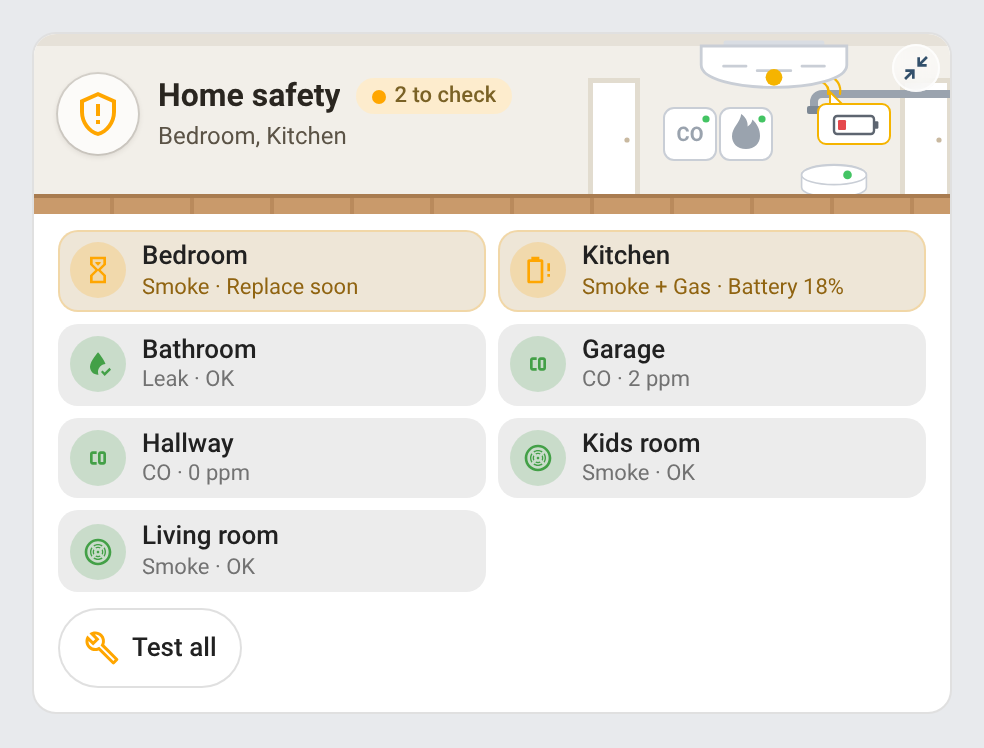 Home safety
2 to check
Bedroom, Kitchen
CO
Bedroom
Smoke · Replace soon
Kitchen
Smoke + Gas · Battery 18%
Bathroom
Leak · OK
CO
Garage
CO · 2 ppm
CO
Hallway
CO · 0 ppm
Kids room
Smoke · OK
Living room
Smoke · OK
Test all